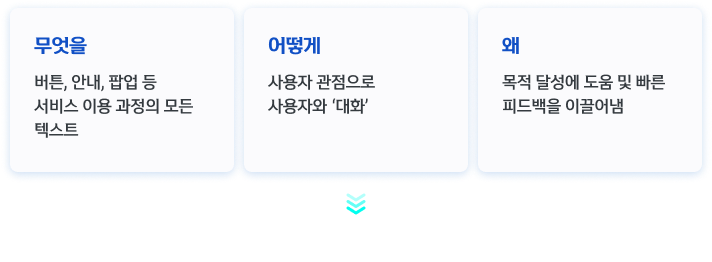 무엇을
버튼, 안내, 팝업 등
서비스 이용 과정의 모든
텍스트
어떻게
사용자 관점으로
사용자와 ‘대화’
왜
목적 달성에 도움 및 빠른
피드백을 이끌어냄